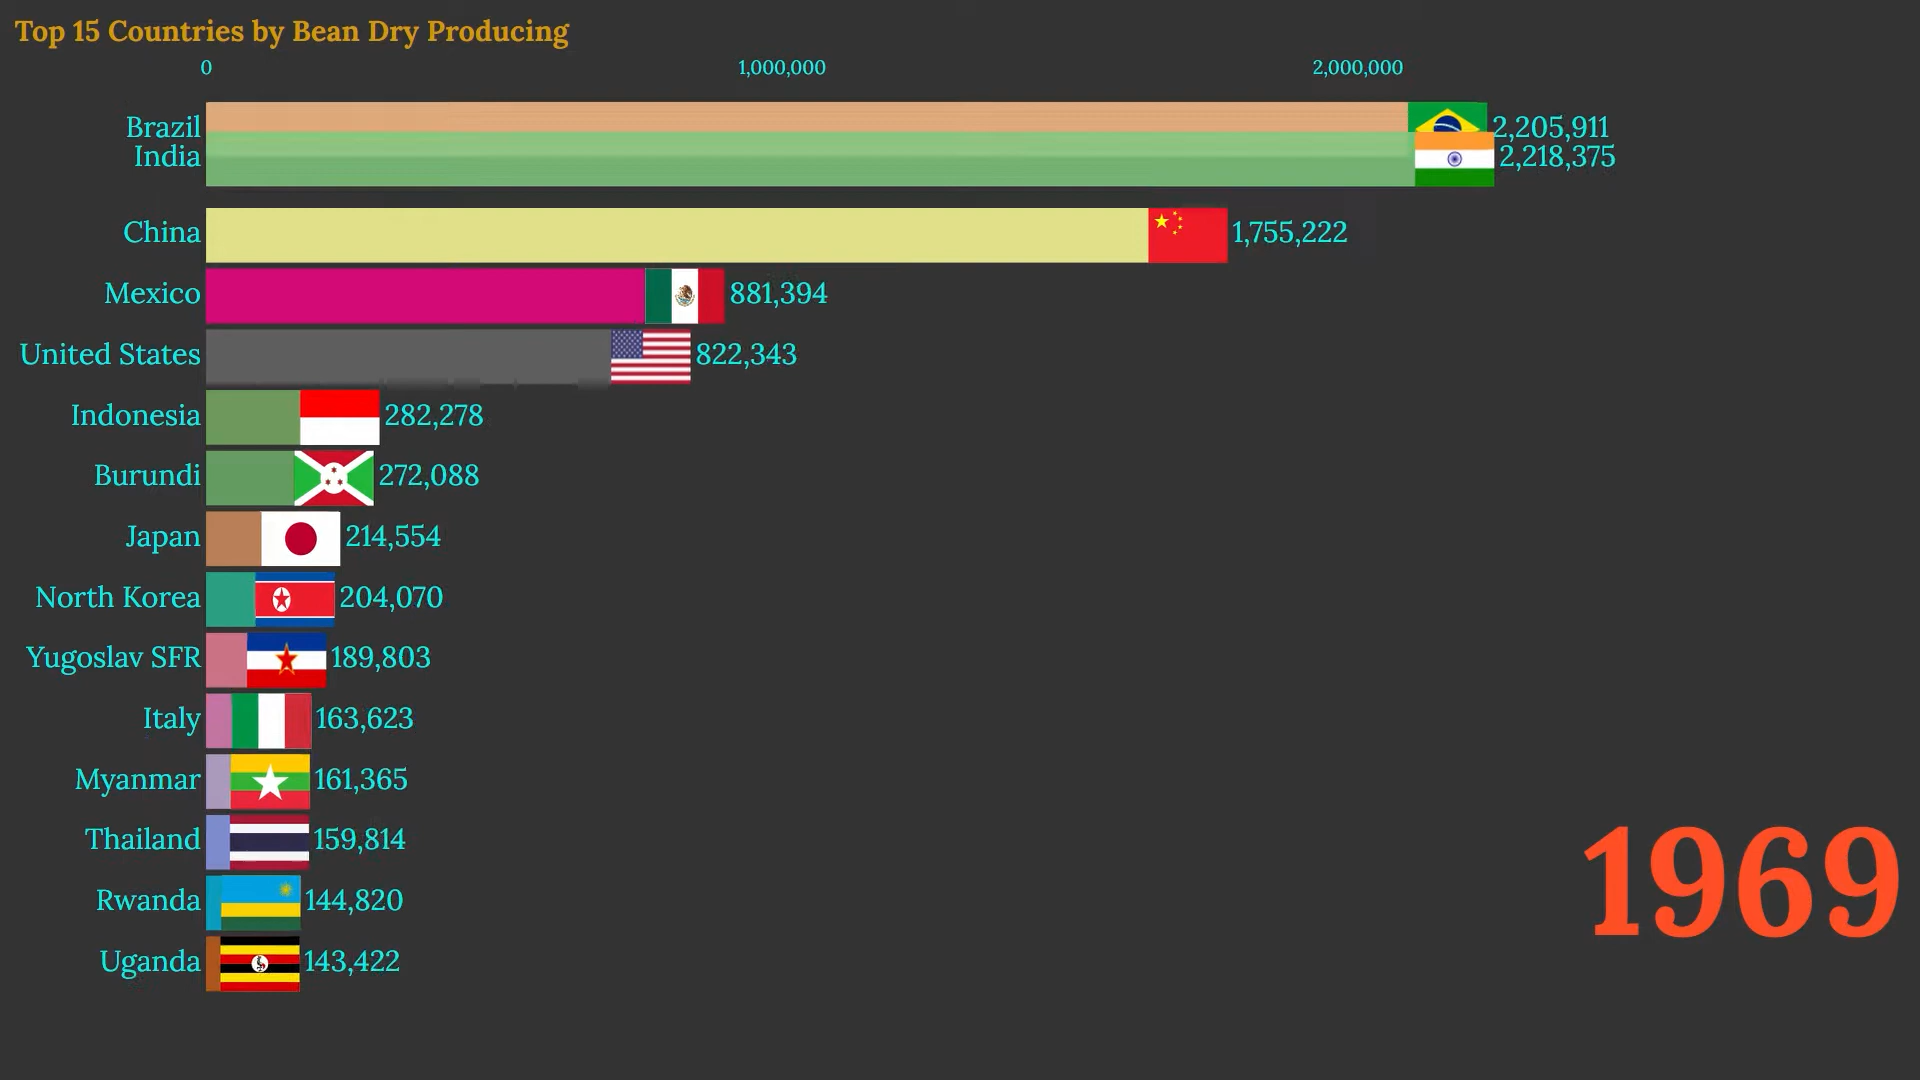 Top 15 Countries by Bean Dry Producing
0 1,000,000 2,000,000
Brazil 2,205,911
India 2,218,375
China 1,755,222
Mexico 881,394
United States 822,343
Indonesia 282,278
Burundi 272,088
Japan 214,554
North Korea 204,070
Yugoslav SFR 189,803
Italy 163,623
Myanmar 161,365
Thailand 159,814
Rwanda 144,820
Uganda 143,422
1969